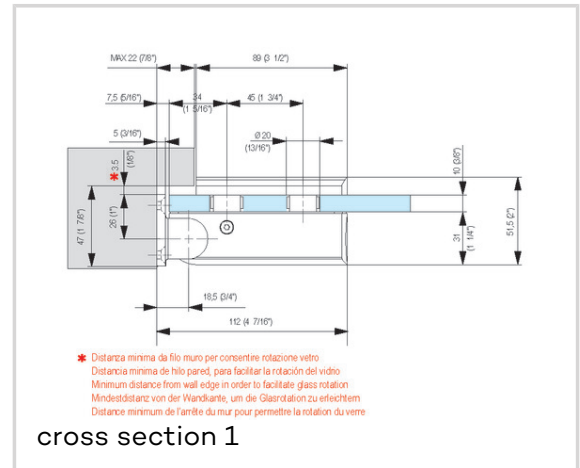 MAX 22 (7/8") 89 (3 1/2")
7,5 (5/16") 34 (1 5/16") 45 (1 3/4")
5 (3/16") Ø 20 (13/16")
* 3.5 (1/8") 10 (3/8")
47 (1 7/8") 26 (1") 31 (1 1/4") 51,5 (2")
18,5 (3/4")
112 (4 7/16")
* Distanza minima da filo muro per consentire rotazione vetro
Distancia minima de hilo pared, para facilitar la rotación del vidrio
Minimum distance from wall edge in order to facilitate glass rotation
Mindestdistanz von der Wandkante, um die Glasrotation zu erleichtern
Distance minimum de l'arrête du mur pour permettre la rotation du verre
cross section 1